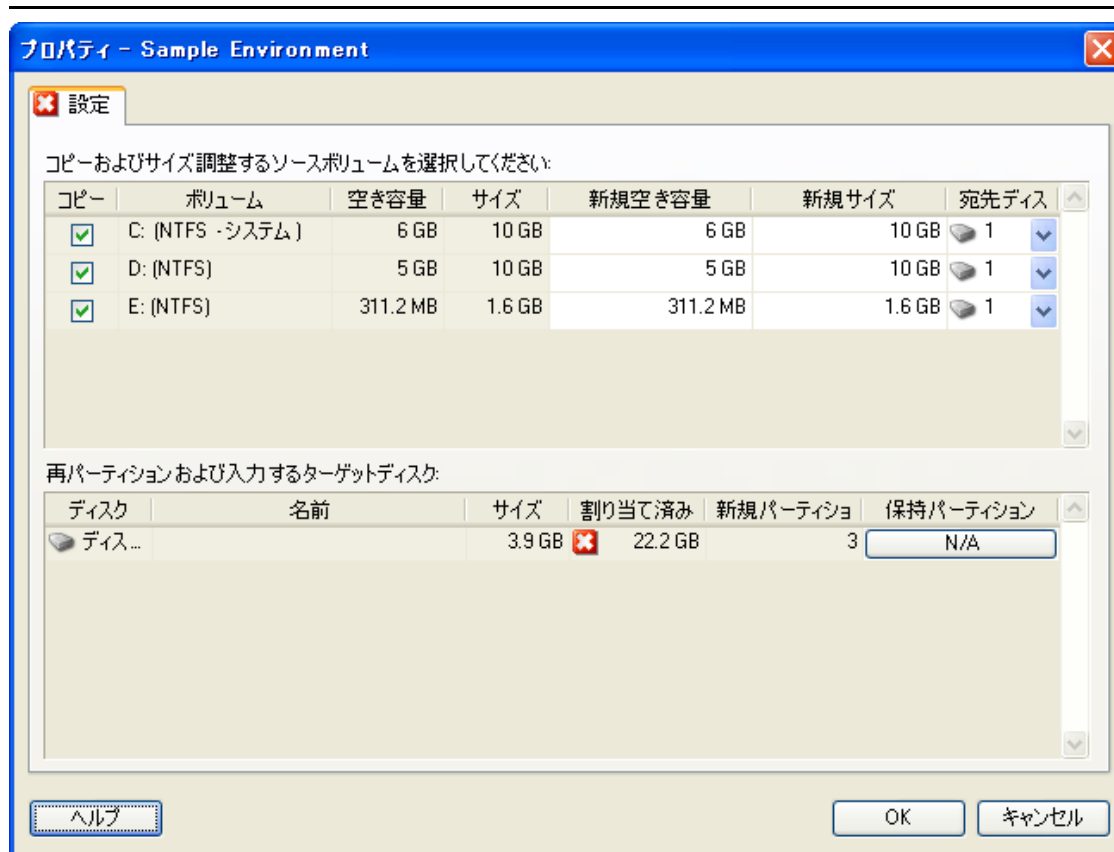 プロパティ - Sample Environment
設定
コピーおよびサイズ調整するソースボリュームを選択してください:
コピー ボリューム 空き容量 サイズ 新規空き容量 新規サイズ 宛先ディス
C: (NTFS - システム) 6 GB 10 GB 6 GB 10 GB 1
D: (NTFS) 5 GB 10 GB 5 GB 10 GB 1
E: (NTFS) 311.2 MB 1.6 GB 311.2 MB 1.6 GB 1
再パーティションおよび入力するターゲットディスク:
ディスク 名前 サイズ 割り当て済み 新規パーティショ 保持パーティション
ディス... 3.9 GB 22.2 GB 3 N/A
ヘルプ OK キャンセル